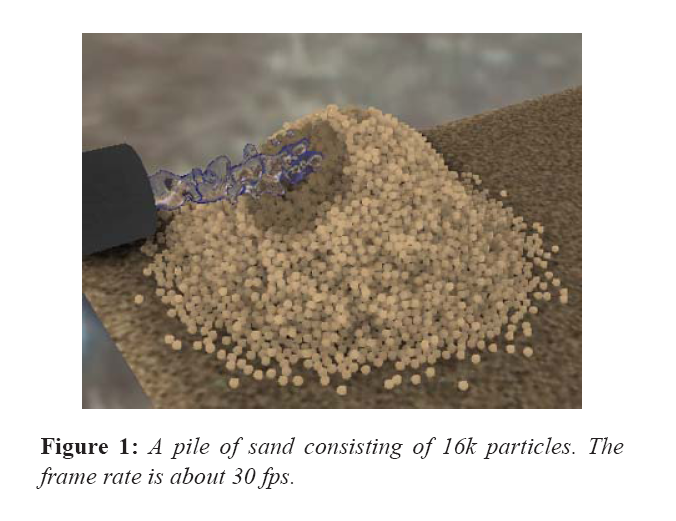 Figure 1: A pile of sand consisting of 16k particles. The
frame rate is about 30 fps.